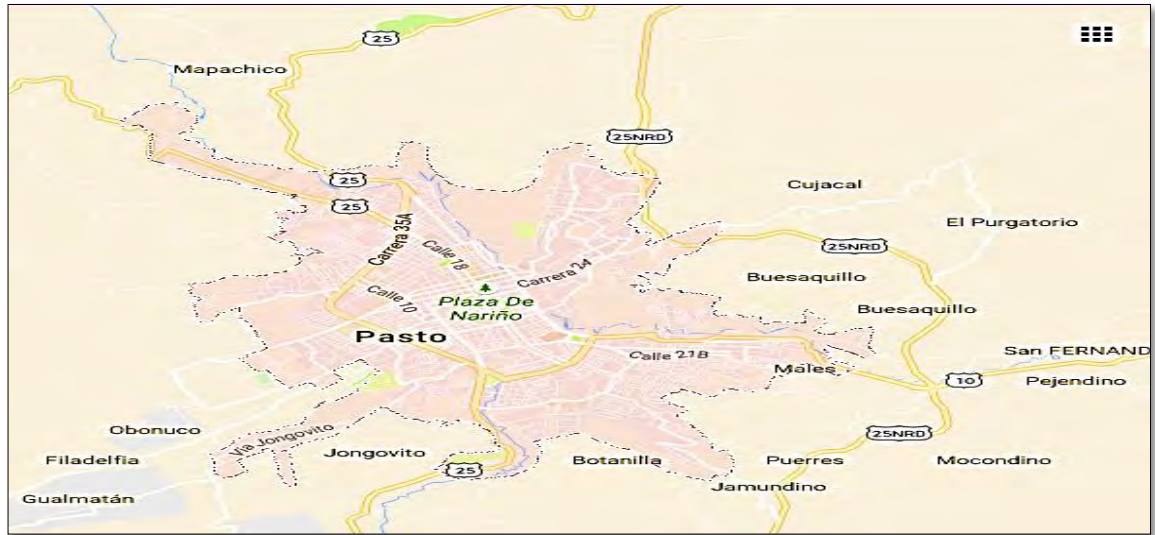 25
Mapachico
25NRD
25
Cujacal
25
El Purgatorio
Carrera 35A
Calle 18
25NRD
Carrera 24
Buesaquillo
Calle 10
Plaza De
Nariño
Buesaquillo
Pasto
Calle 21B
San FERNAND
Males
10
Pejendino
Obonuco
Vía Jongovito
25NRD
Filadelfia
Jongovito
25
Botanilla
Puerres
Mocondino
Jamundino
Gualmatán